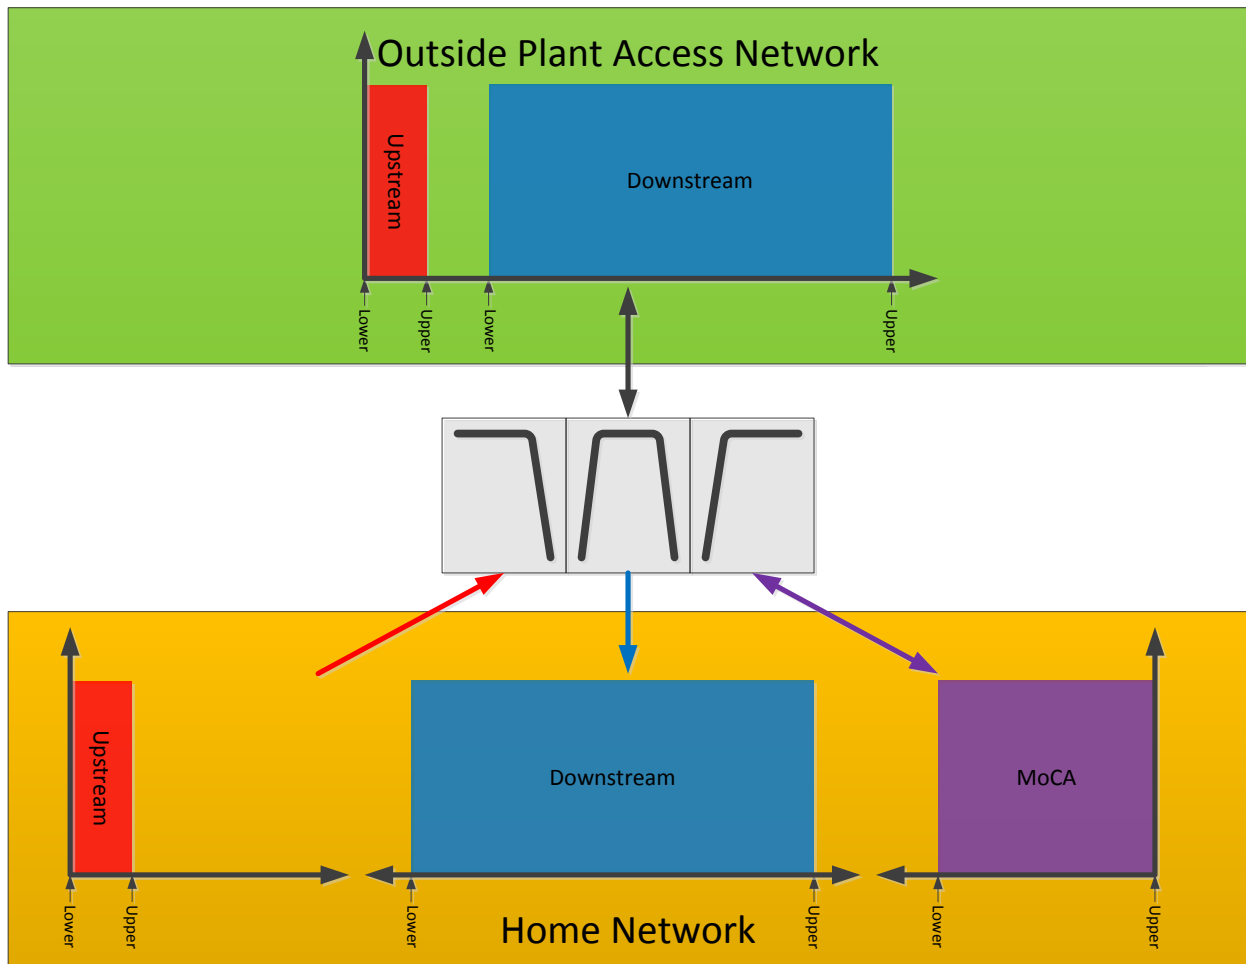 Outside Plant Access Network
Upstream
Downstream
Lower
Upper
Lower
Upper
Upstream
Downstream
MoCA
Lower
Upper
Lower
Upper
Lower
Upper
Home Network